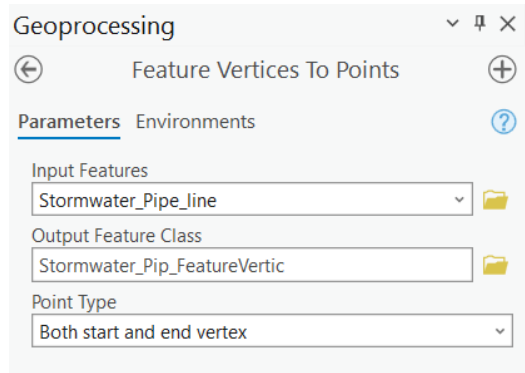 Geoprocessing
Feature Vertices To Points
Parameters Environments
?
Input Features
Stormwater_Pipe_line
Output Feature Class
Stormwater_Pip_FeatureVertic
Point Type
Both start and end vertex